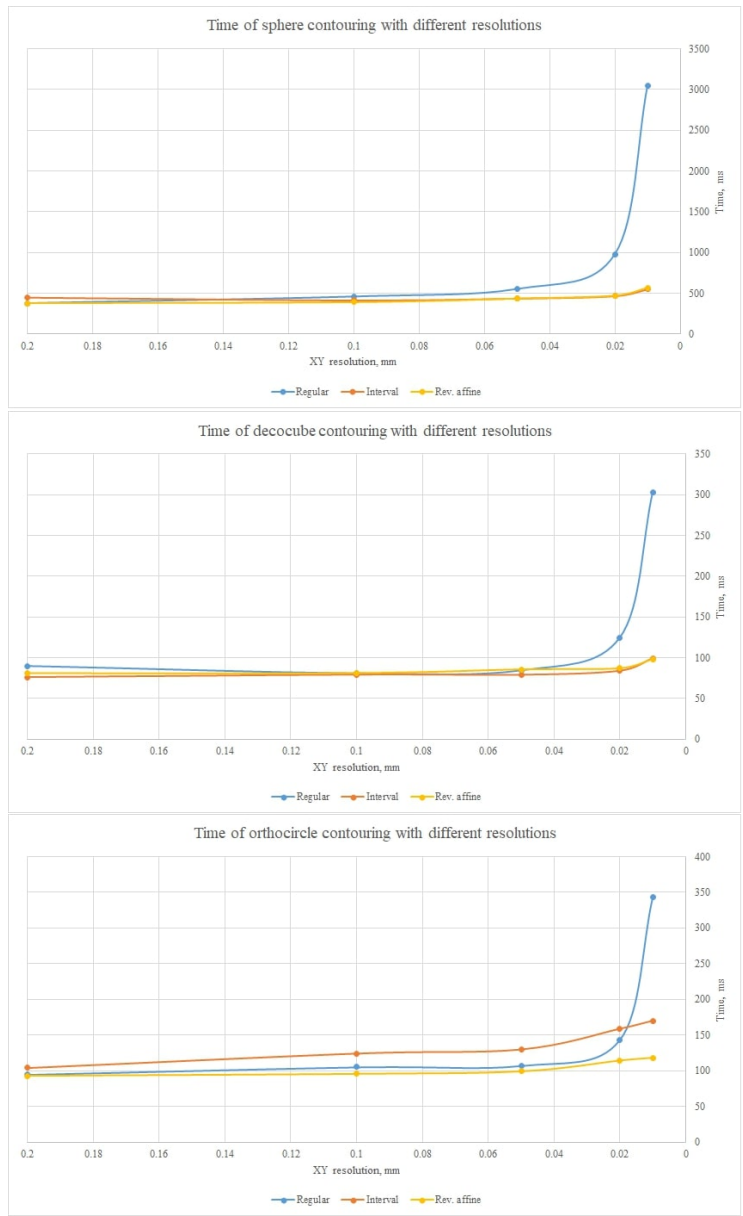 Time of sphere contouring with different resolutions
3500
3000
2500
2000
1500
1000
500
0
Time, ms
0.2 0.18 0.16 0.14 0.12 0.1 0.08 0.06 0.04 0.02 0
XY resolution, mm
Regular Interval Rev. affine
Time of decocube contouring with different resolutions
350
300
250
200
150
100
50
0
Time, ms
0.2 0.18 0.16 0.14 0.12 0.1 0.08 0.06 0.04 0.02 0
XY resolution, mm
Regular Interval Rev. affine
Time of orthocircle contouring with different resolutions
400
350
300
250
200
150
100
50
0
Time, ms
0.2 0.18 0.16 0.14 0.12 0.1 0.08 0.06 0.04 0.02 0
XY resolution, mm
Regular Interval Rev. affine